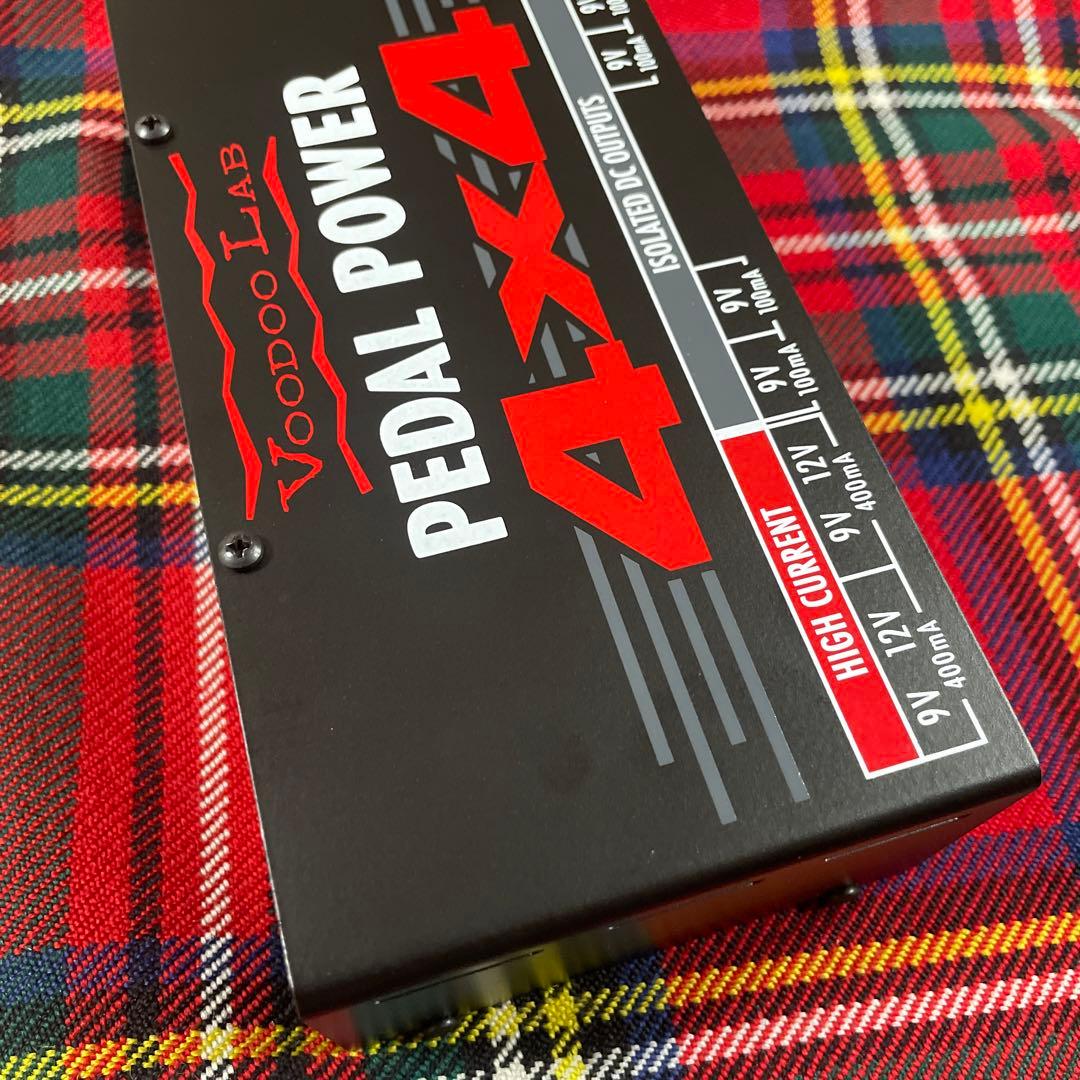 VOODOO LAB
PEDAL POWER
4x4
HIGH CURRENT
ISOLATED DC OUTPUTS
9V 12V
400mA
9V 12V
400mA
9V
100mA
9V
100mA
9V
100mA
9V